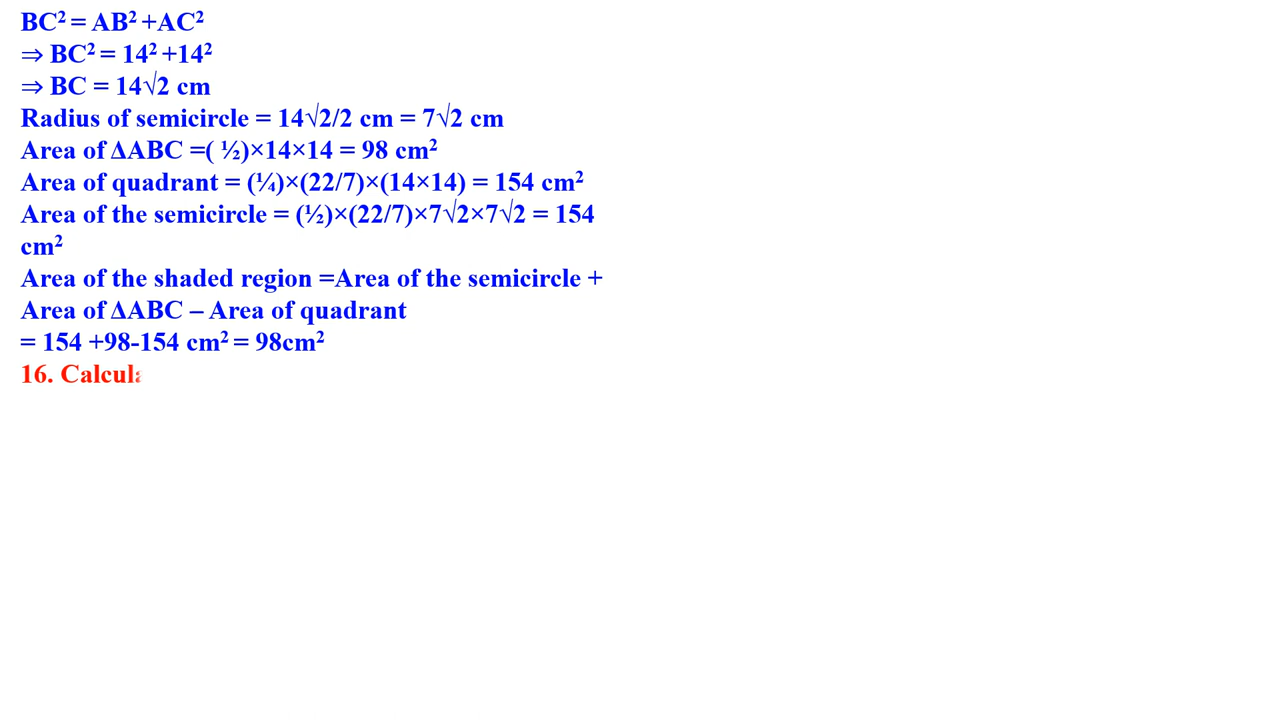 BC² = AB² +AC²
⇒ BC² = 14² +14²
⇒ BC = 14√2 cm
Radius of semicircle = 14√2/2 cm = 7√2 cm
Area of ΔABC =( ½)×14×14 = 98 cm²
Area of quadrant = (¼)×(22/7)×(14×14) = 154 cm²
Area of the semicircle = (½)×(22/7)×7√2×7√2 = 154
cm²
Area of the shaded region =Area of the semicircle +
Area of ΔABC – Area of quadrant
= 154 +98-154 cm² = 98cm²
16.